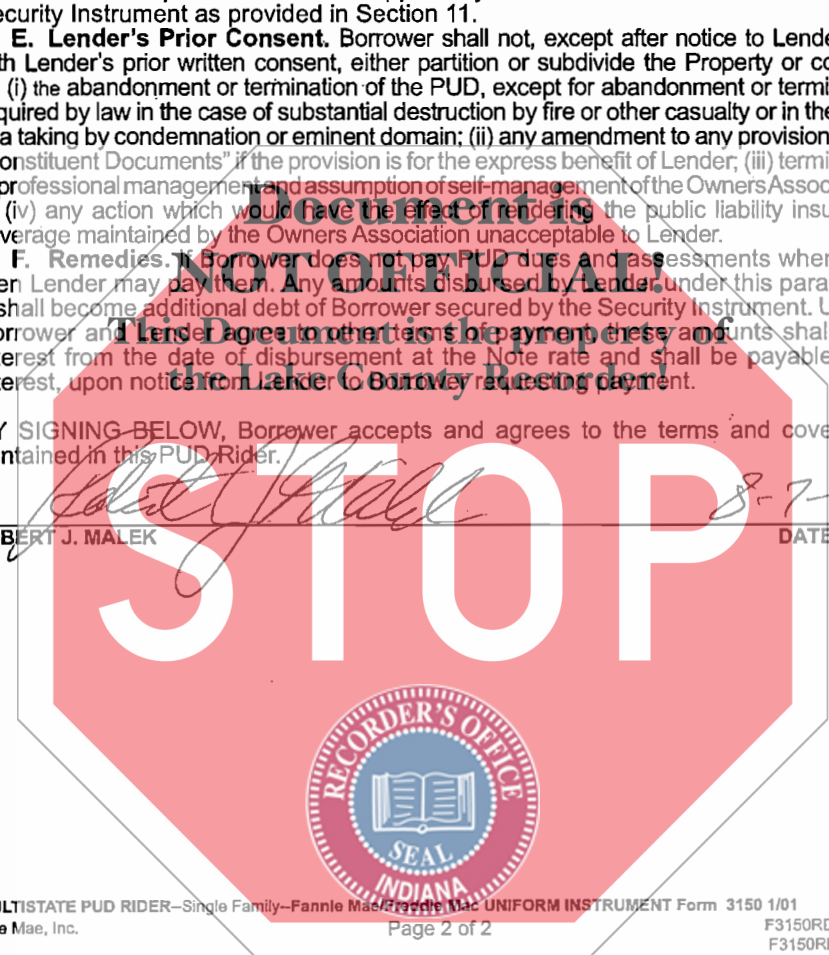 ecurity Instrument as provided in Section 11.
E. Lender's Prior Consent. Borrower shall not, except after notice to Lende
th Lender's prior written consent, either partition or subdivide the Property or co
(i) the abandonment or termination of the PUD, except for abandonment or termi
quired by law in the case of substantial destruction by fire or other casualty or in the
a taking by condemnation or eminent domain; (ii) any amendment to any provision
onstituent Documents" if the provision is for the express benefit of Lender; (iii) termi
professional management and assumption of self-management of the Owners Assoc
(iv) any action which would have the effect of rendering the public liability insu
verage maintained by the Owners Association unacceptable to Lender.
F. Remedies. If Borrower does not pay PUD dues and assessments wher
en Lender may pay them. Any amounts disbursed by Lender under this para
shall become additional debt of Borrower secured by the Security Instrument. U
orrower and Lender agree to other terms of payment, these amounts shall
terest from the date of disbursement at the Note rate and shall be payable
terest, upon notice from Lender to Borrower requesting payment.
Document is
NOT OFFICIAL!
This Document is the property of
the Lake County Recorder!
Y SIGNING BELOW, Borrower accepts and agrees to the terms and cove
ntained in this PUD Rider.
8-7-
BERT J. MALEK DATE
STOP
RECORDER'S OFFICE
SEAL
INDIANA
LTISTATE PUD RIDER--Single Family--Fannie Mae/Freddie Mac UNIFORM INSTRUMENT Form 3150 1/01
e Mae, Inc. Page 2 of 2 F3150RD
F3150RD